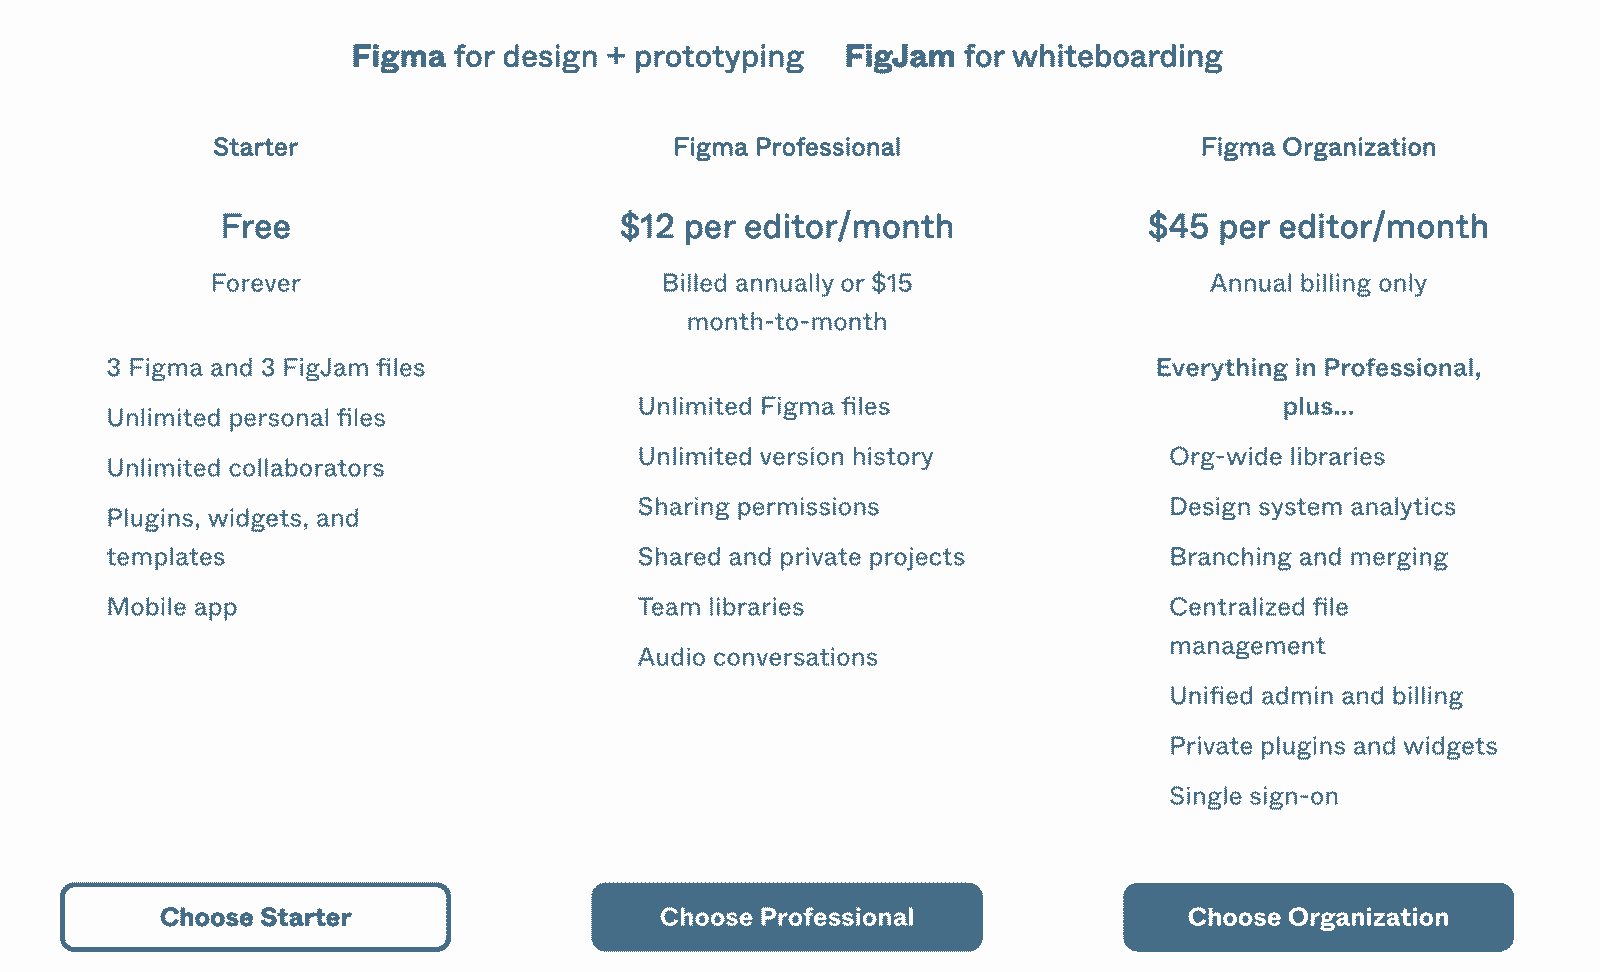 Figma for design + prototyping FigJam for whiteboarding
Starter
Free
Forever
3 Figma and 3 FigJam files
Unlimited personal files
Unlimited collaborators
Plugins, widgets, and
templates
Mobile app
Choose Starter
Figma Professional
$12 per editor/month
Billed annually or $15
month-to-month
Unlimited Figma files
Unlimited version history
Sharing permissions
Shared and private projects
Team libraries
Audio conversations
Choose Professional
Figma Organization
$45 per editor/month
Annual billing only
Everything in Professional,
plus...
Org-wide libraries
Design system analytics
Branching and merging
Centralized file
management
Unified admin and billing
Private plugins and widgets
Single sign-on
Choose Organization